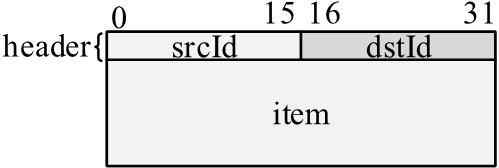 0 15 16 31
header{ srcId dstId
item